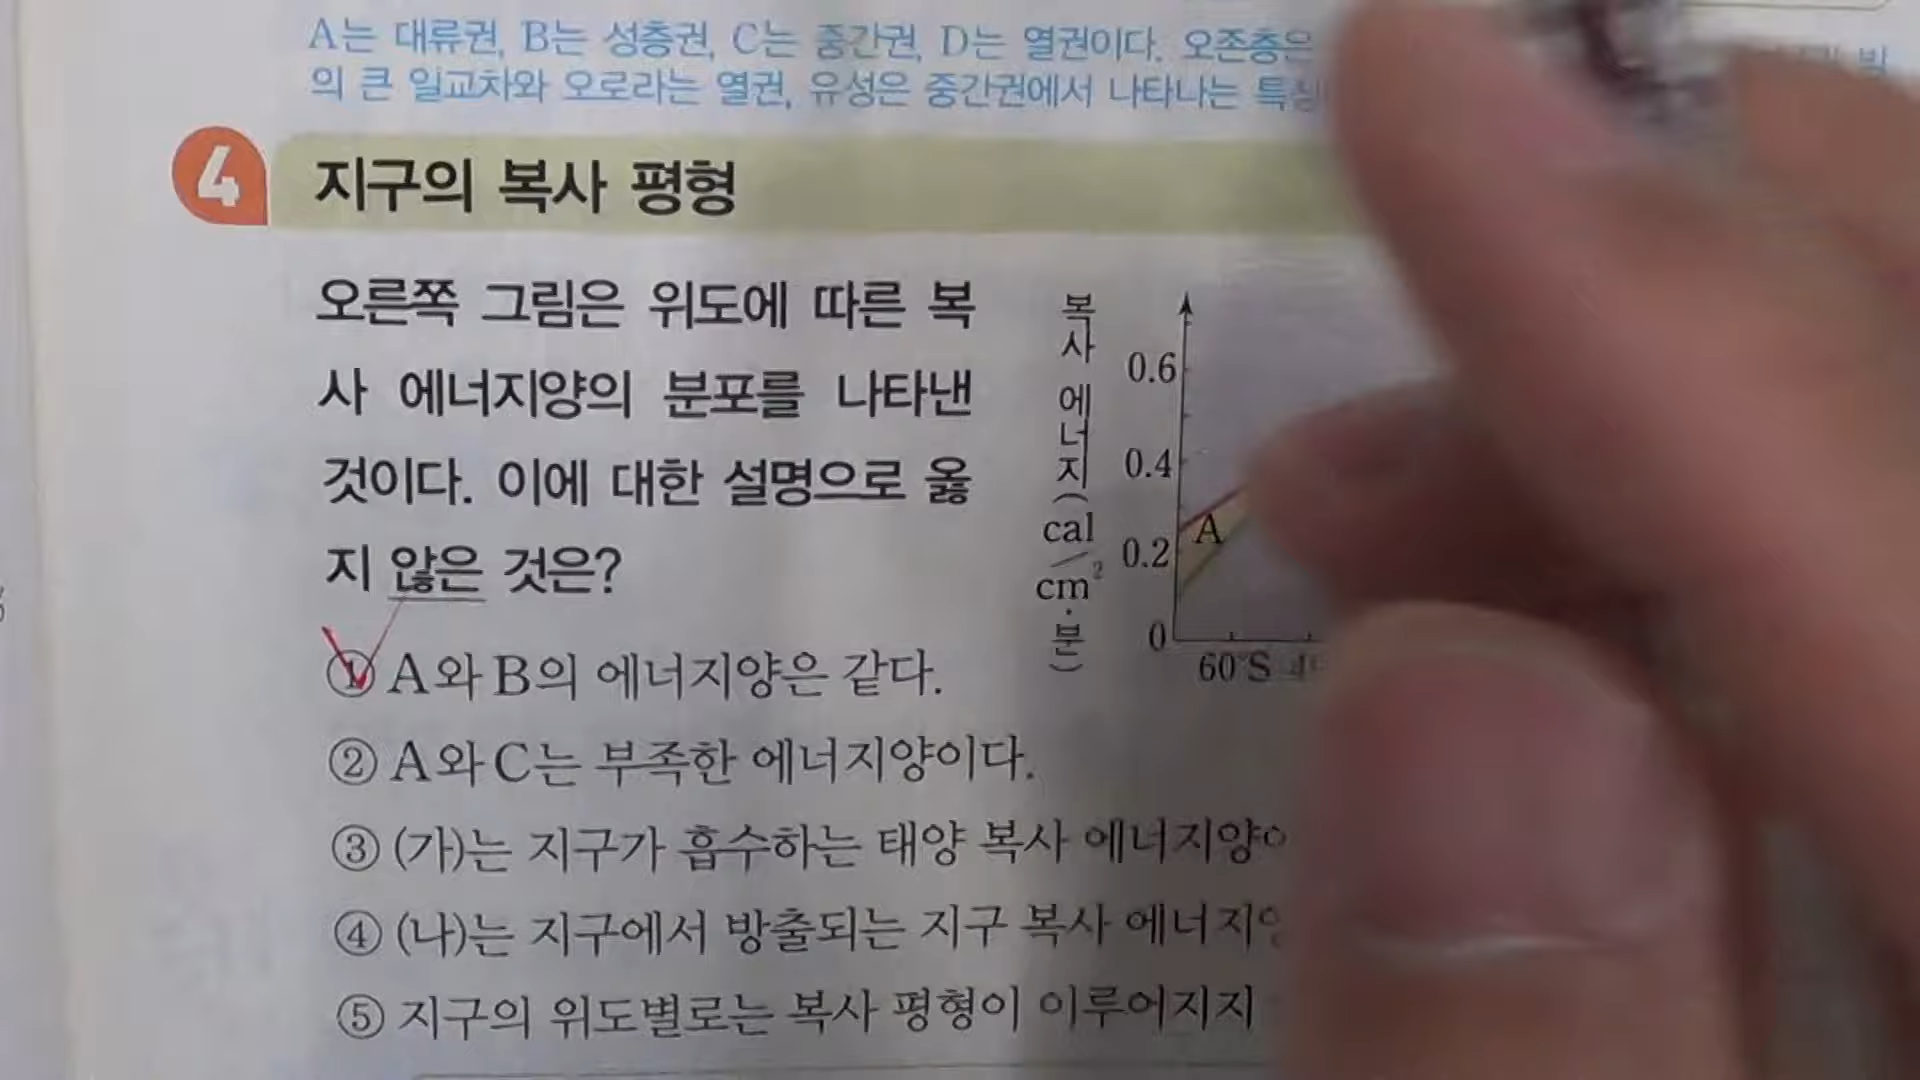 A는 대류권, B는 성층권, C는 중간권, D는 열권이다. 오존층은
의 큰 일교차와 오로라는 열권, 유성은 중간권에서 나타나는
4 지구의 복사 평형
오른쪽 그림은 위도에 따른 복
사 에너지양의 분포를 나타낸
것이다. 이에 대한 설명으로 옳
지 않은 것은?
① A와 B의 에너지양은 같다.
② A와 C는 부족한 에너지양이다.
③ (가)는 지구가 흡수하는 태양 복사 에너지양
④ (나)는 지구에서 방출되는 지구 복사 에너지
⑤ 지구의 위도별로는 복사 평형이 이루어지지
복사 에너지(cal/cm²·분)
0.6
0.4
A
0.2
0
60°S